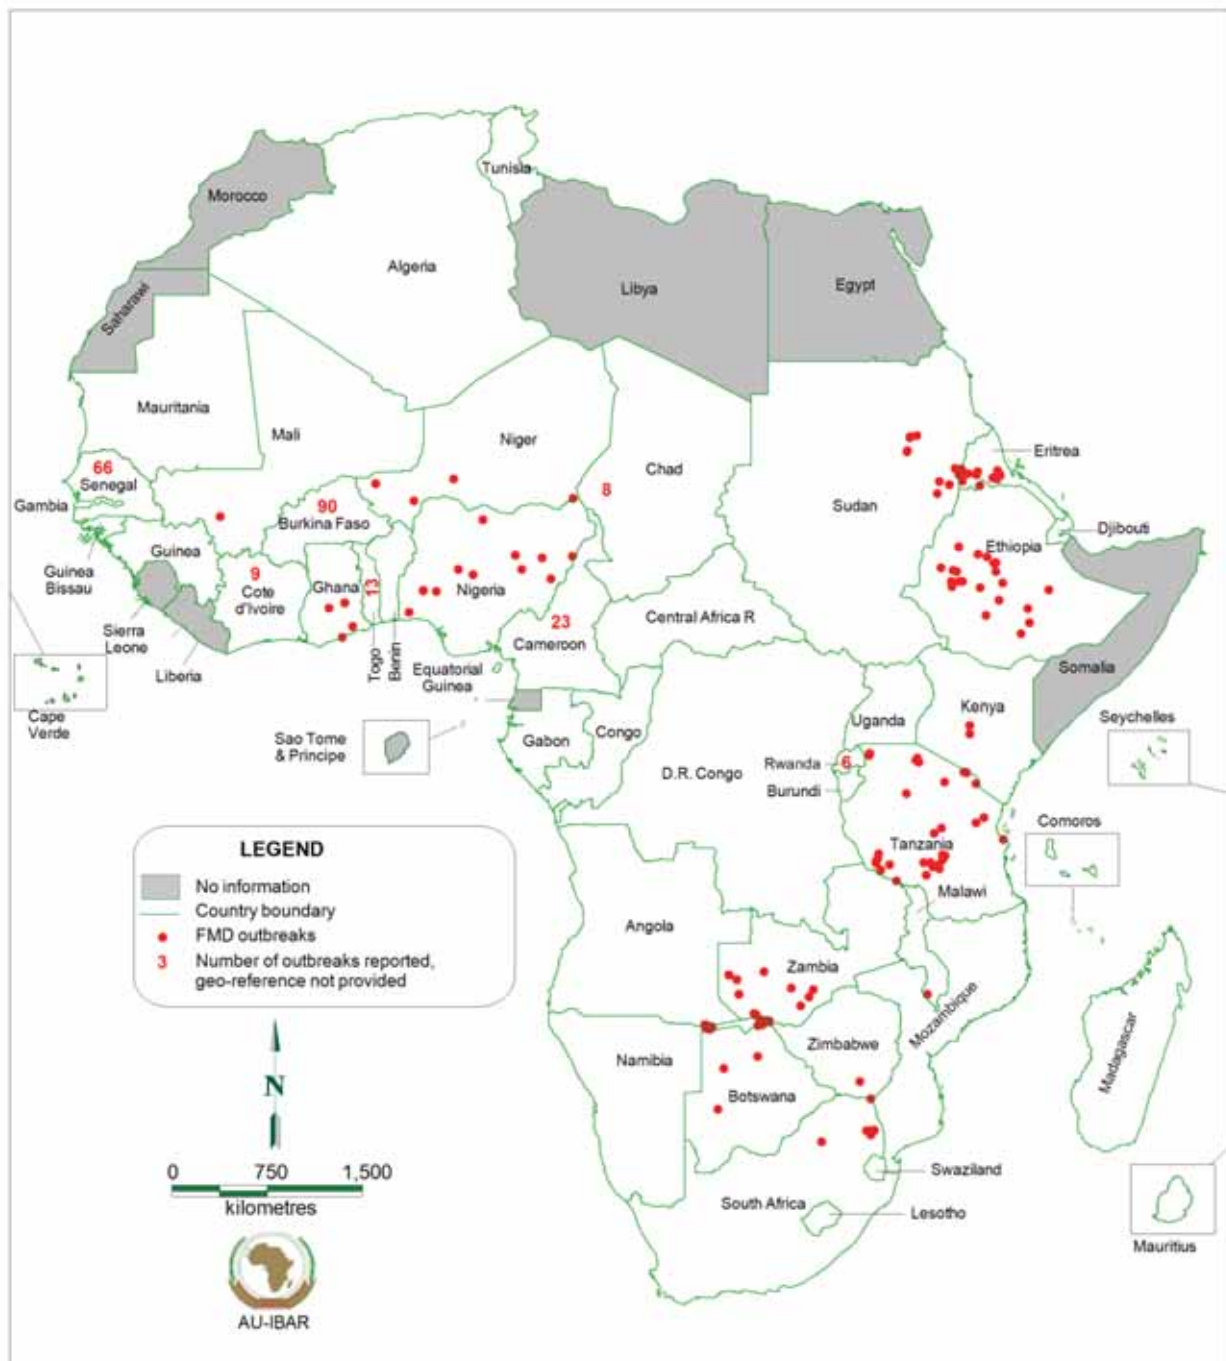 Tunisia
Morocco
Algeria
Libya
Egypt
Saharawi
Mauritania
Mali
Niger
Chad
Sudan
Eritrea
66
Senegal
8
Gambia
90
Burkina Faso
Djibouti
Guinea
Bissau
Guinea
9
Cote
d'Ivoire
Ghana
13
Nigeria
Ethiopia
Sierra
Leone
Liberia
Togo
Benin
23
Cameroon
Central Africa R
Equatorial
Guinea
Somalia
Cape
Verde
Sao Tome
& Principe
Gabon
Congo
Uganda
Kenya
Seychelles
D.R. Congo
Rwanda
6
Burundi
Comoros
Tanzania
Malawi
LEGEND
No information
Country boundary
FMD outbreaks
3
Number of outbreaks reported,
geo-reference not provided
Angola
Zambia
Mozambique
Madagascar
Namibia
Zimbabwe
Botswana
N
0 750 1,500
kilometres
Swaziland
South Africa
Lesotho
Mauritius
AU-IBAR